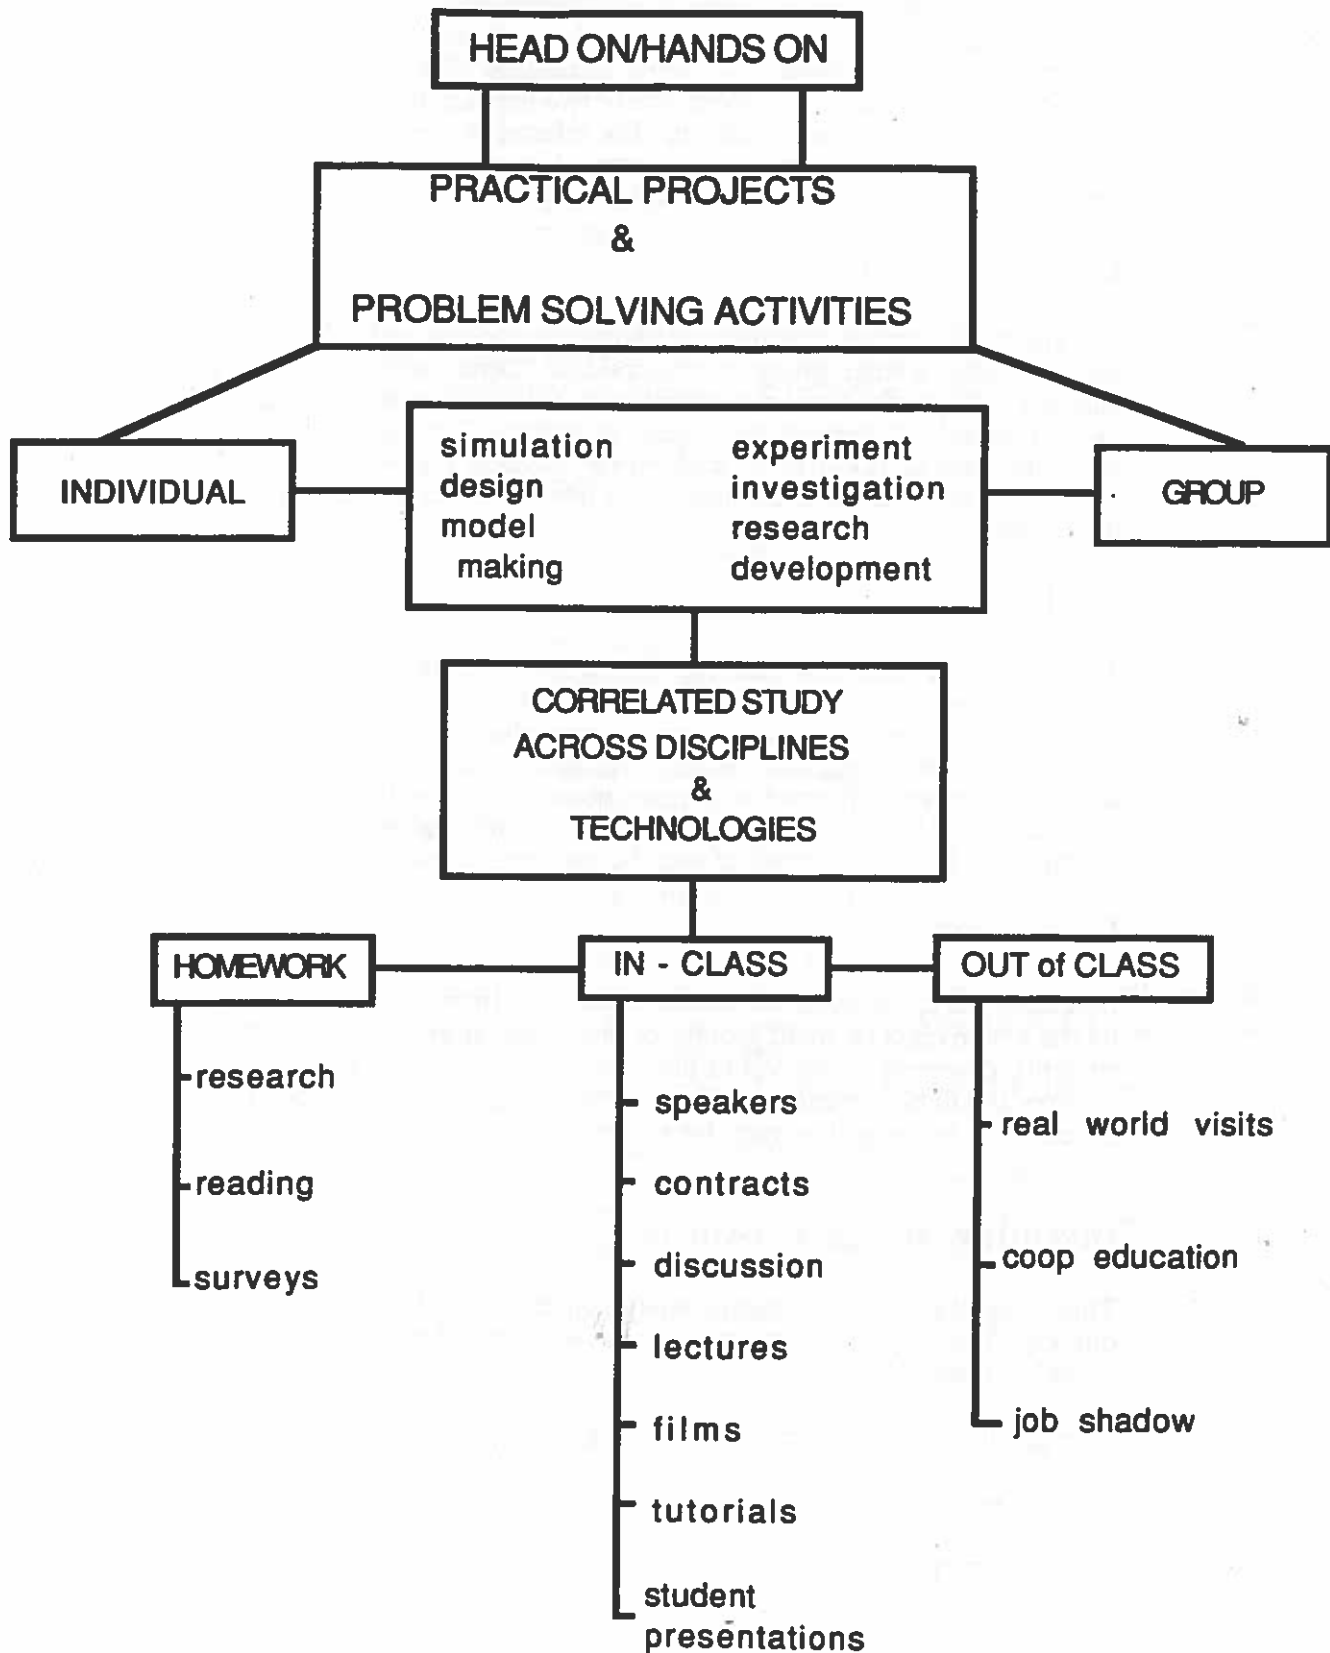 HEAD ON/HANDS ON
PRACTICAL PROJECTS
&
PROBLEM SOLVING ACTIVITIES
INDIVIDUAL
simulation
design
model
making
experiment
investigation
research
development
GROUP
CORRELATED STUDY
ACROSS DISCIPLINES
&
TECHNOLOGIES
HOMEWORK
research
reading
surveys
IN - CLASS
speakers
contracts
discussion
lectures
films
tutorials
student
presentations
OUT of CLASS
real world visits
coop education
job shadow